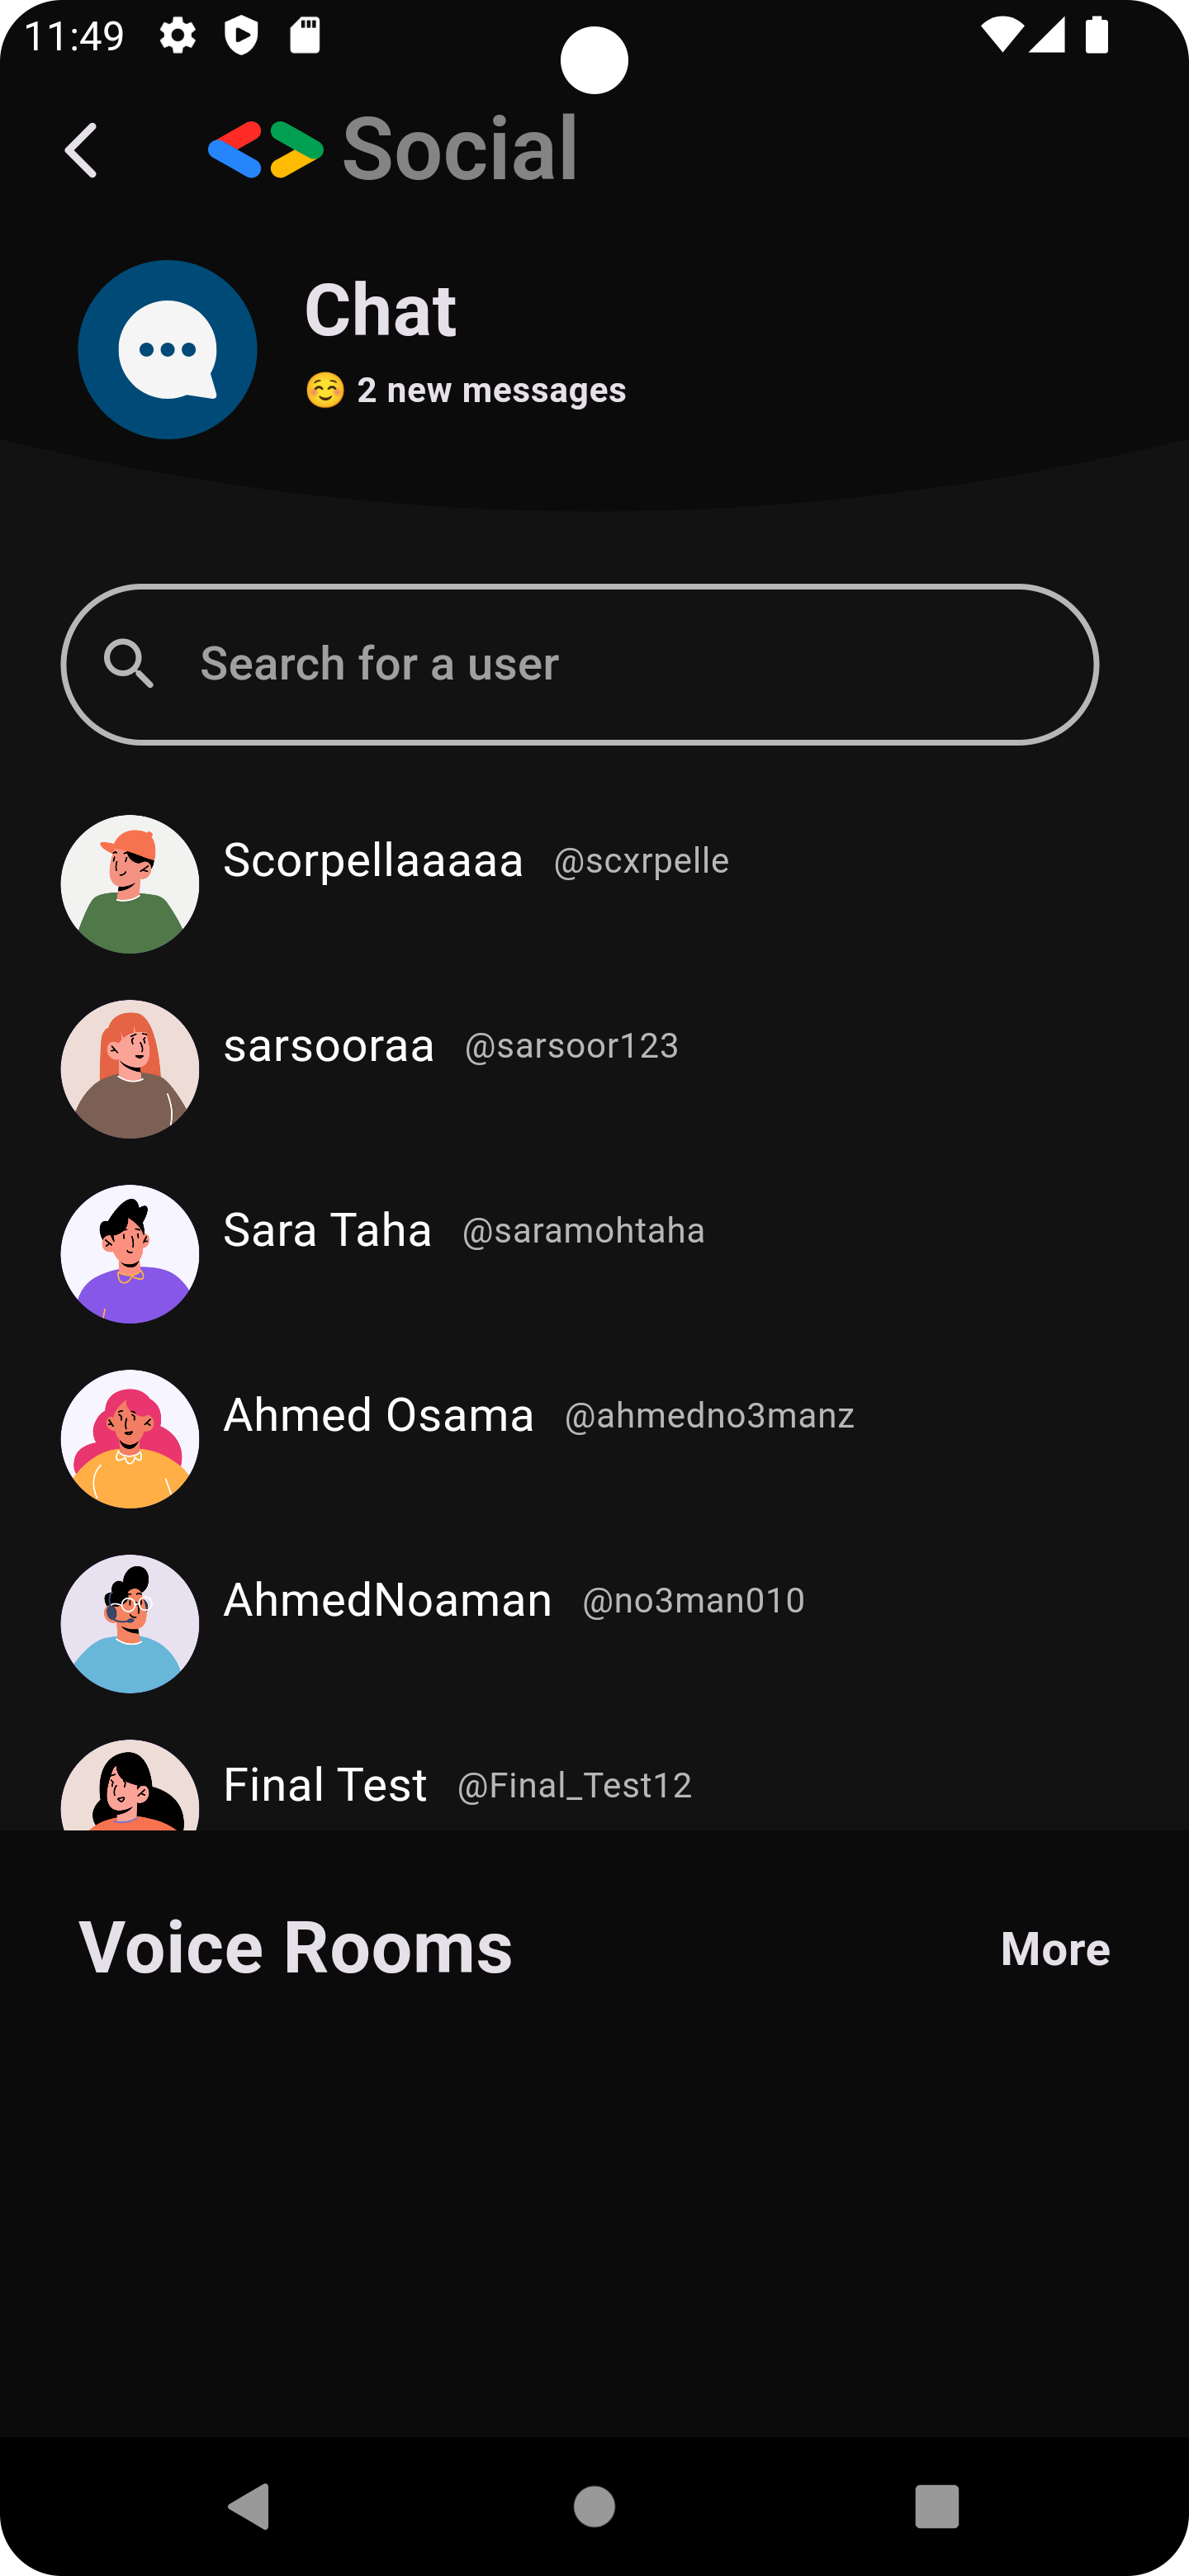 11:49
Social
Chat
☺️ 2 new messages
Search for a user
Scorpellaaaaa @scxrpelle
sarsooraa @sarsoor123
Sara Taha @saramohtaha
Ahmed Osama @ahmedno3manz
AhmedNoaman @no3man010
Final Test @Final_Test12
Voice Rooms More